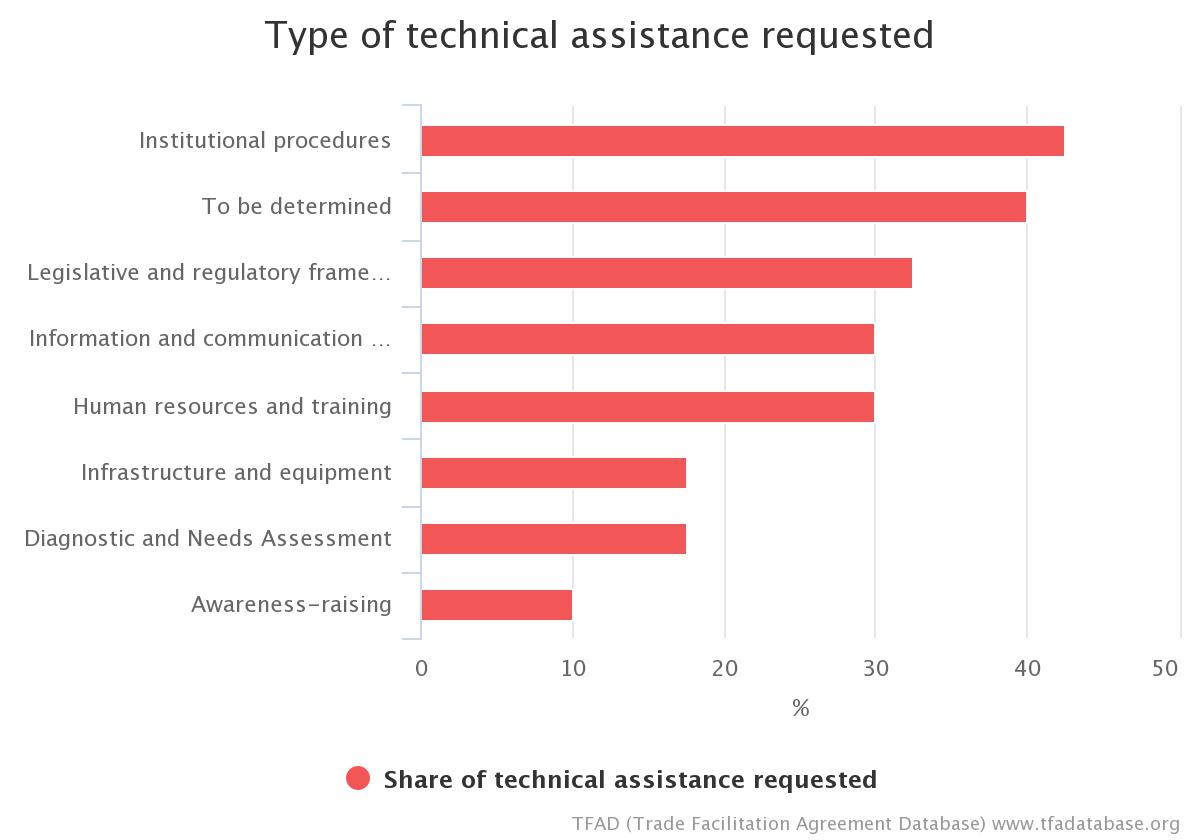 Type of technical assistance requested
Institutional procedures
To be determined
Legislative and regulatory frame...
Information and communication ...
Human resources and training
Infrastructure and equipment
Diagnostic and Needs Assessment
Awareness-raising
0 10 20 30 40 50
%
Share of technical assistance requested
TFAD (Trade Facilitation Agreement Database) www.tfadatabase.org